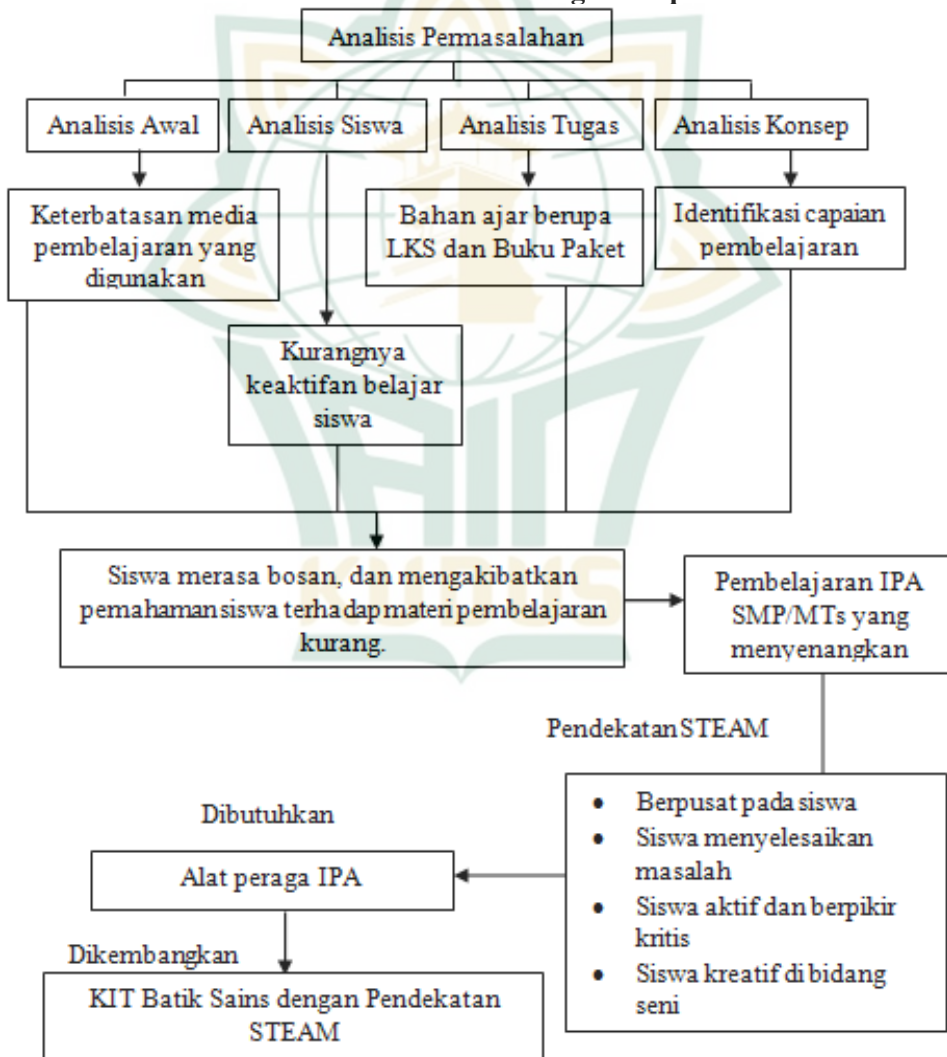 Analisis Permasalahan
Analisis Awal
Analisis Siswa
Analisis Tugas
Analisis Konsep
Keterbatasan media
pembelajaran yang
digunakan
Bahan ajar berupa
LKS dan Buku Paket
Identifikasi capaian
pembelajaran
Kurangnya
keaktifan belajar
siswa
Siswa merasa bosan, dan mengakibatkan
pemahaman siswa terhadap materi pembelajaran
kurang.
Pembelajaran IPA
SMP/MTs yang
menyenangkan
Pendekatan STEAM
• Berpusat pada siswa
• Siswa menyelesaikan
masalah
• Siswa aktif dan berpikir
kritis
• Siswa kreatif di bidang
seni
Dibutuhkan
Alat peraga IPA
Dikembangkan
KIT Batik Sains dengan Pendekatan
STEAM
IAIN
KUDUS